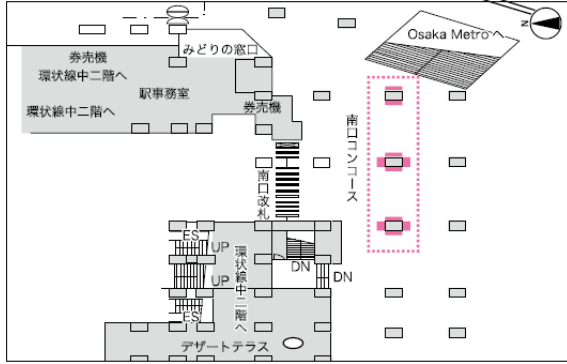 N
Osaka Metroへ
みどりの窓口
券売機
環状線中二階へ
駅事務室
環状線中二階へ
券売機
南口コンコース
南口改札
ES
UP
UP
ES
環状線中二階へ
DN
DN
デザートテラス